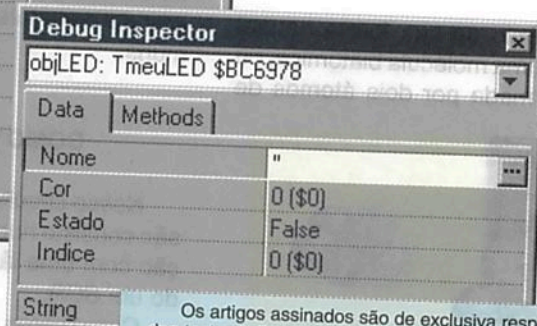 Debug Inspector
objLED: TmeuLED $BC6978
Data Methods
Nome "
Cor 0 ($0)
Estado False
Indice 0 ($0)
String
Os artigos assinados são de exclusiva resp